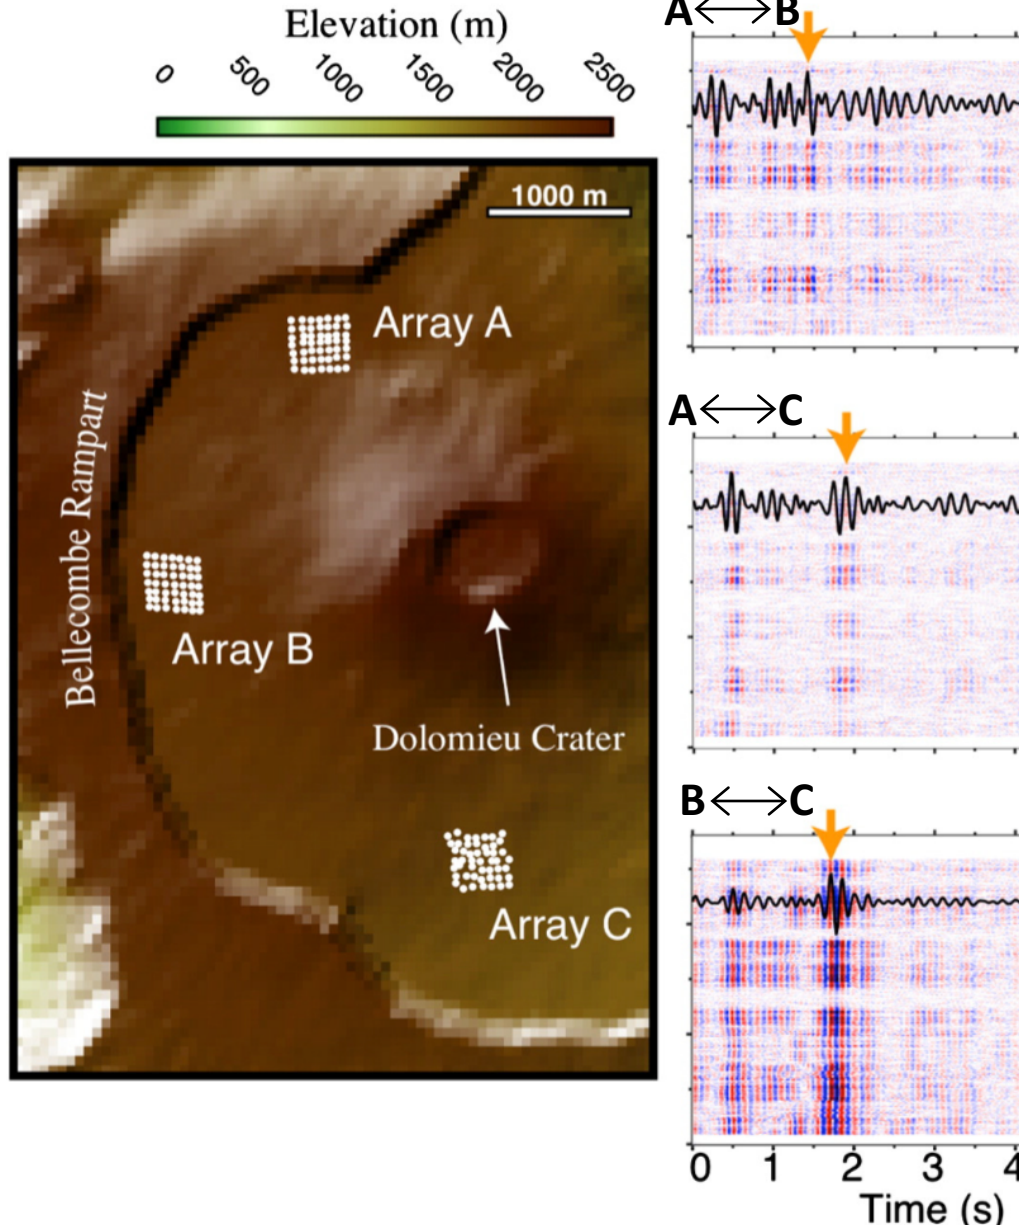 Elevation (m)
0 500 1000 1500 2000 2500
1000 m
Array A
Bellecombe Rampart
Array B
Dolomieu Crater
Array C
A B
A C
B C
0 1 2 3 4
Time (s)